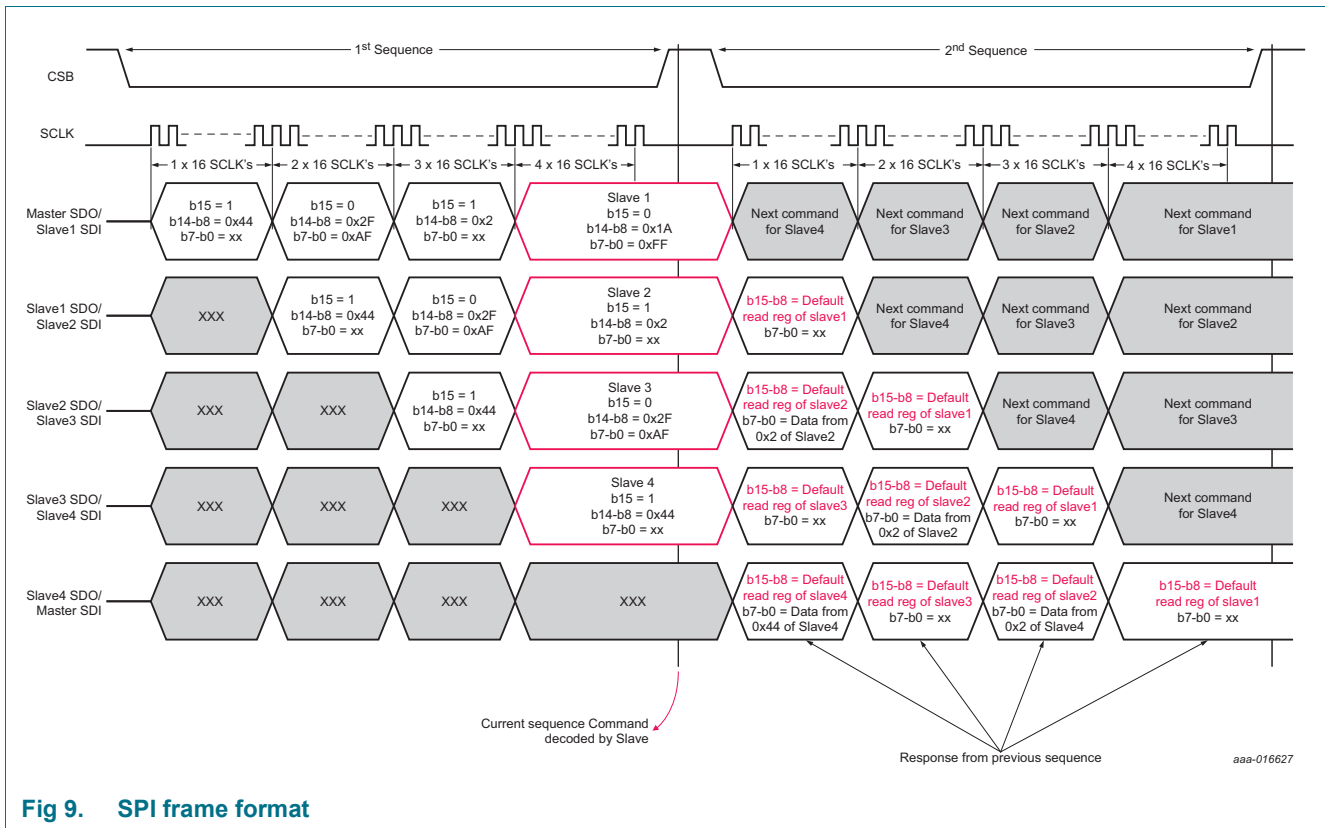 1st Sequence
2nd Sequence
CSB
SCLK
1 x 16 SCLK's
2 x 16 SCLK's
3 x 16 SCLK's
4 x 16 SCLK's
1 x 16 SCLK's
2 x 16 SCLK's
3 x 16 SCLK's
4 x 16 SCLK's
Master SDO/
Slave1 SDI
b15 = 1
b14-b8 = 0x44
b7-b0 = xx
b15 = 0
b14-b8 = 0x2F
b7-b0 = 0xAF
b15 = 1
b14-b8 = 0x2
b7-b0 = xx
Slave 1
b15 = 0
b14-b8 = 0x1A
b7-b0 = 0xFF
Next command
for Slave4
Next command
for Slave3
Next command
for Slave2
Next command
for Slave1
Slave1 SDO/
Slave2 SDI
XXX
b15 = 1
b14-b8 = 0x44
b7-b0 = xx
b15 = 0
b14-b8 = 0x2F
b7-b0 = 0xAF
Slave 2
b15 = 1
b14-b8 = 0x2
b7-b0 = xx
b15-b8 = Default
read reg of slave1
b7-b0 = xx
Next command
for Slave4
Next command
for Slave3
Next command
for Slave2
Slave2 SDO/
Slave3 SDI
XXX
XXX
b15 = 1
b14-b8 = 0x44
b7-b0 = xx
Slave 3
b15 = 0
b14-b8 = 0x2F
b7-b0 = 0xAF
b15-b8 = Default
read reg of slave2
b7-b0 = Data from
0x2 of Slave2
b15-b8 = Default
read reg of slave1
b7-b0 = xx
Next command
for Slave4
Next command
for Slave3
Slave3 SDO/
Slave4 SDI
XXX
XXX
XXX
Slave 4
b15 = 1
b14-b8 = 0x44
b7-b0 = xx
b15-b8 = Default
read reg of slave3
b7-b0 = xx
b15-b8 = Default
read reg of slave2
b7-b0 = Data from
0x2 of Slave2
b15-b8 = Default
read reg of slave1
b7-b0 = xx
Next command
for Slave4
Slave4 SDO/
Master SDI
XXX
XXX
XXX
XXX
b15-b8 = Default
read reg of slave4
b7-b0 = Data from
0x44 of Slave4
b15-b8 = Default
read reg of slave3
b7-b0 = xx
b15-b8 = Default
read reg of slave2
b7-b0 = Data from
0x2 of Slave4
b15-b8 = Default
read reg of slave1
b7-b0 = xx
Current sequence Command
decoded by Slave
Response from previous sequence
aaa-016627
Fig 9. SPI frame format